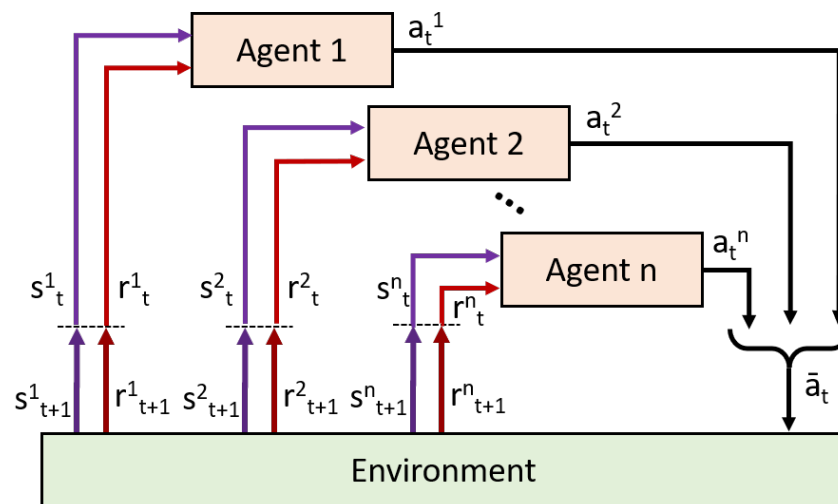 Agent 1
a_t^1
Agent 2
a_t^2
...
Agent n
a_t^n
s^1_t
r^1_t
s^2_t
r^2_t
s^n_t
r^n_t
s^1_{t+1}
r^1_{t+1}
s^2_{t+1}
r^2_{t+1}
s^n_{t+1}
r^n_{t+1}
ā_t
Environment